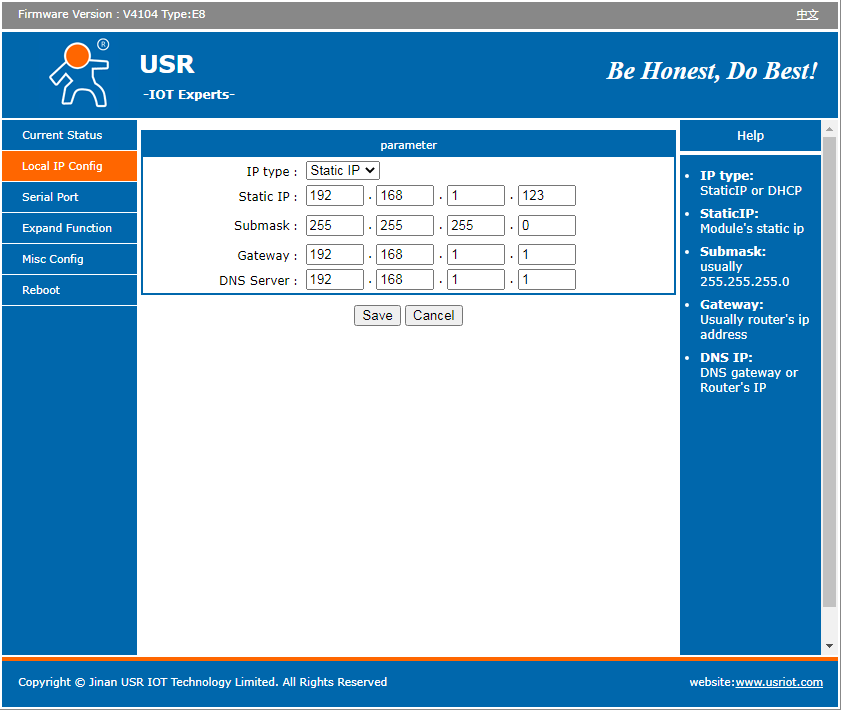 Firmware Version : V4104 Type:E8
中文
®
USR
-IOT Experts-
Be Honest, Do Best!
Current Status
Local IP Config
Serial Port
Expand Function
Misc Config
Reboot
parameter
IP type : Static IP
Static IP : 192 . 168 . 1 . 123
Submask : 255 . 255 . 255 . 0
Gateway : 192 . 168 . 1 . 1
DNS Server : 192 . 168 . 1 . 1
Save Cancel
Help
• IP type:
StaticIP or DHCP
• StaticIP:
Module's static ip
• Submask:
usually
255.255.255.0
• Gateway:
Usually router's ip
address
• DNS IP:
DNS gateway or
Router's IP
Copyright © Jinan USR IOT Technology Limited. All Rights Reserved
website:www.usriot.com